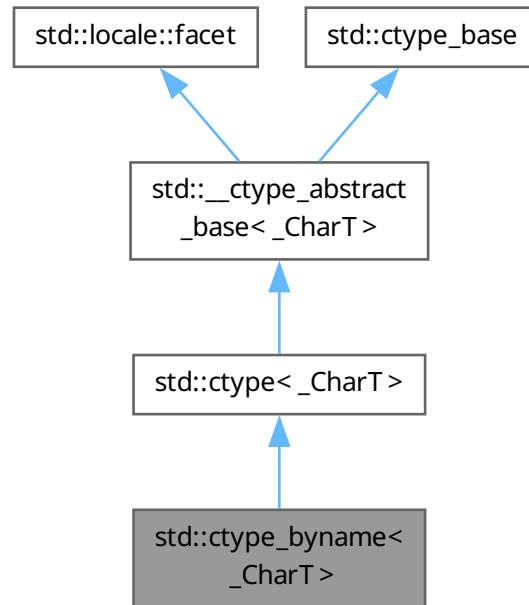 std::locale::facet
std::ctype_base
std::__ctype_abstract
_base< _CharT >
std::ctype< _CharT >
std::ctype_byname<
_CharT >